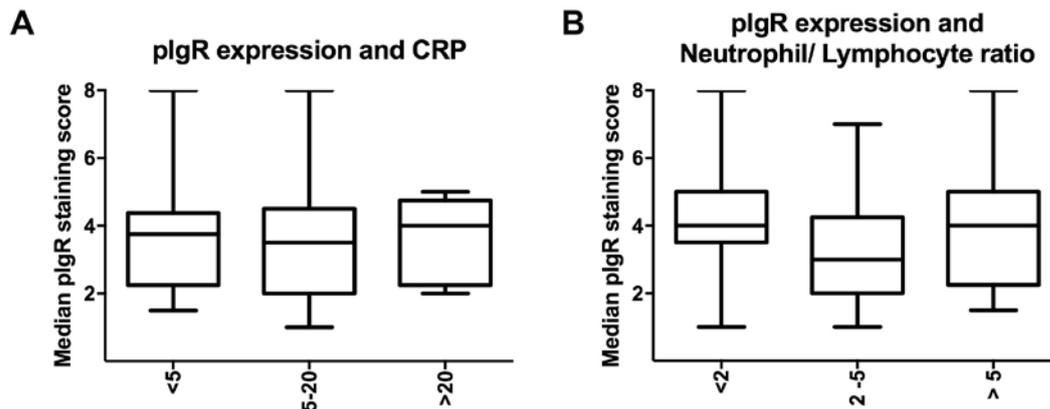 A
pIgR expression and CRP
Median pIgR staining score
8
6
4
2
<5
5-20
>20
B
pIgR expression and
Neutrophil/ Lymphocyte ratio
Median pIgR staining score
8
6
4
2
<2
2 -5
> 5